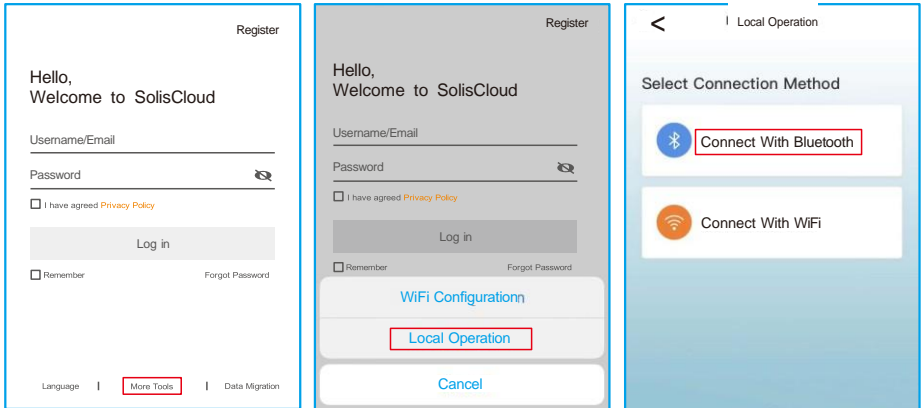 Register
Hello,
Welcome to SolisCloud
Username/Email
Password
I have agreed Privacy Policy
Log in
Remember Forgot Password
Language | More Tools | Data Migration
Register
Hello,
Welcome to SolisCloud
Username/Email
Password
I have agreed Privacy Policy
Log in
Remember Forgot Password
WiFi Configurationn
Local Operation
Cancel
< Local Operation
Select Connection Method
Connect With Bluetooth
Connect With WiFi